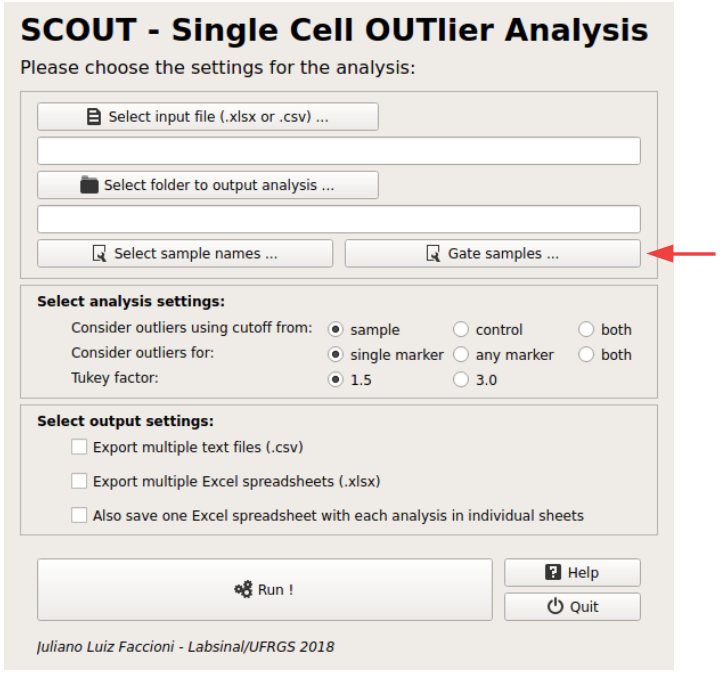 SCOUT - Single Cell OUTlier Analysis
Please choose the settings for the analysis:
Select input file (.xlsx or .csv) ...
Select folder to output analysis ...
Select sample names ... Gate samples ...
Select analysis settings:
Consider outliers using cutoff from: sample control both
Consider outliers for: single marker any marker both
Tukey factor: 1.5 3.0
Select output settings:
Export multiple text files (.csv)
Export multiple Excel spreadsheets (.xlsx)
Also save one Excel spreadsheet with each analysis in individual sheets
Run !
Help
Quit
Juliano Luiz Faccioni - Labsinal/UFRGS 2018